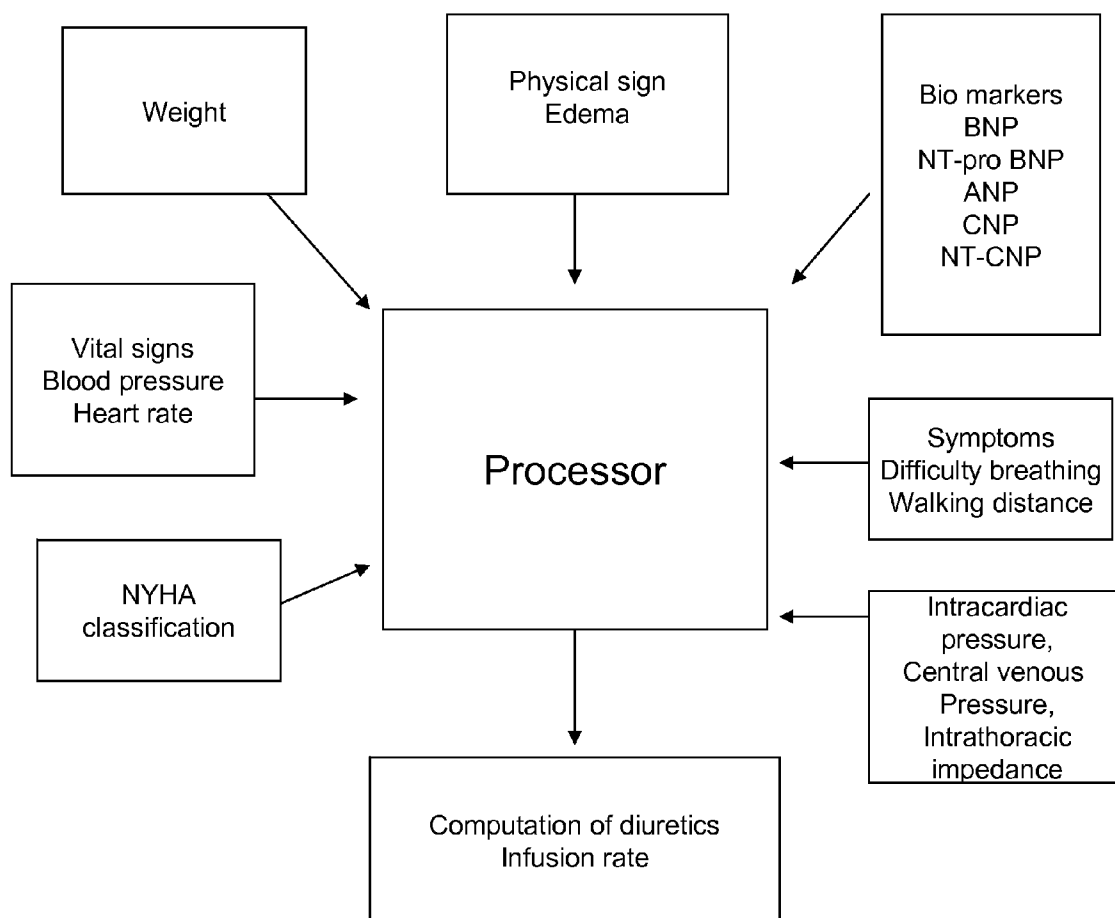 Weight
Physical sign
Edema
Bio markers
BNP
NT-pro BNP
ANP
CNP
NT-CNP
Vital signs
Blood pressure
Heart rate
Processor
Symptoms
Difficulty breathing
Walking distance
NYHA
classification
Intracardiac
pressure,
Central venous
Pressure,
Intrathoracic
impedance
Computation of diuretics
Infusion rate